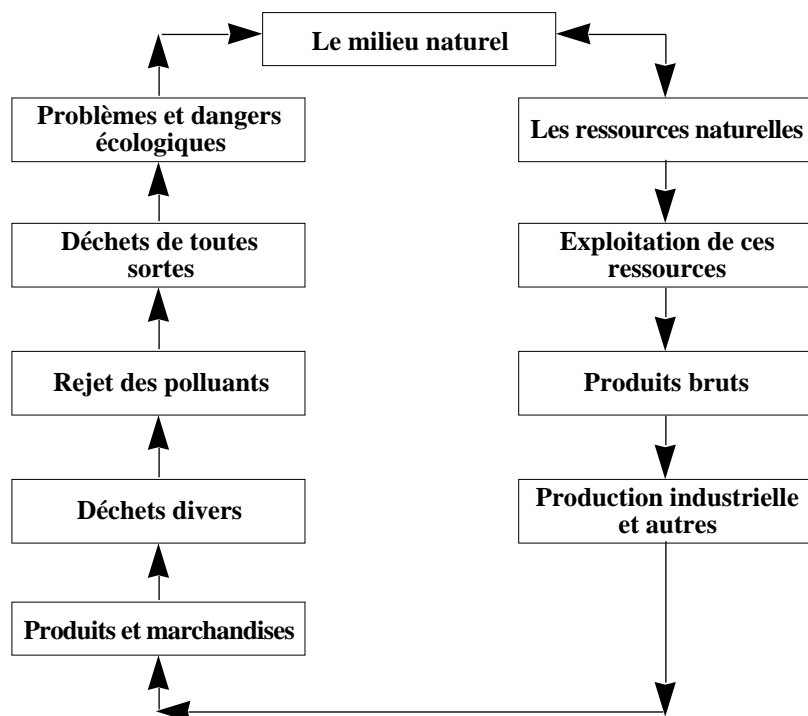 Le milieu naturel
Problèmes et dangers
écologiques
Les ressources naturelles
Déchets de toutes
sortes
Exploitation de ces
ressources
Rejet des polluants
Produits bruts
Déchets divers
Production industrielle
et autres
Produits et marchandises